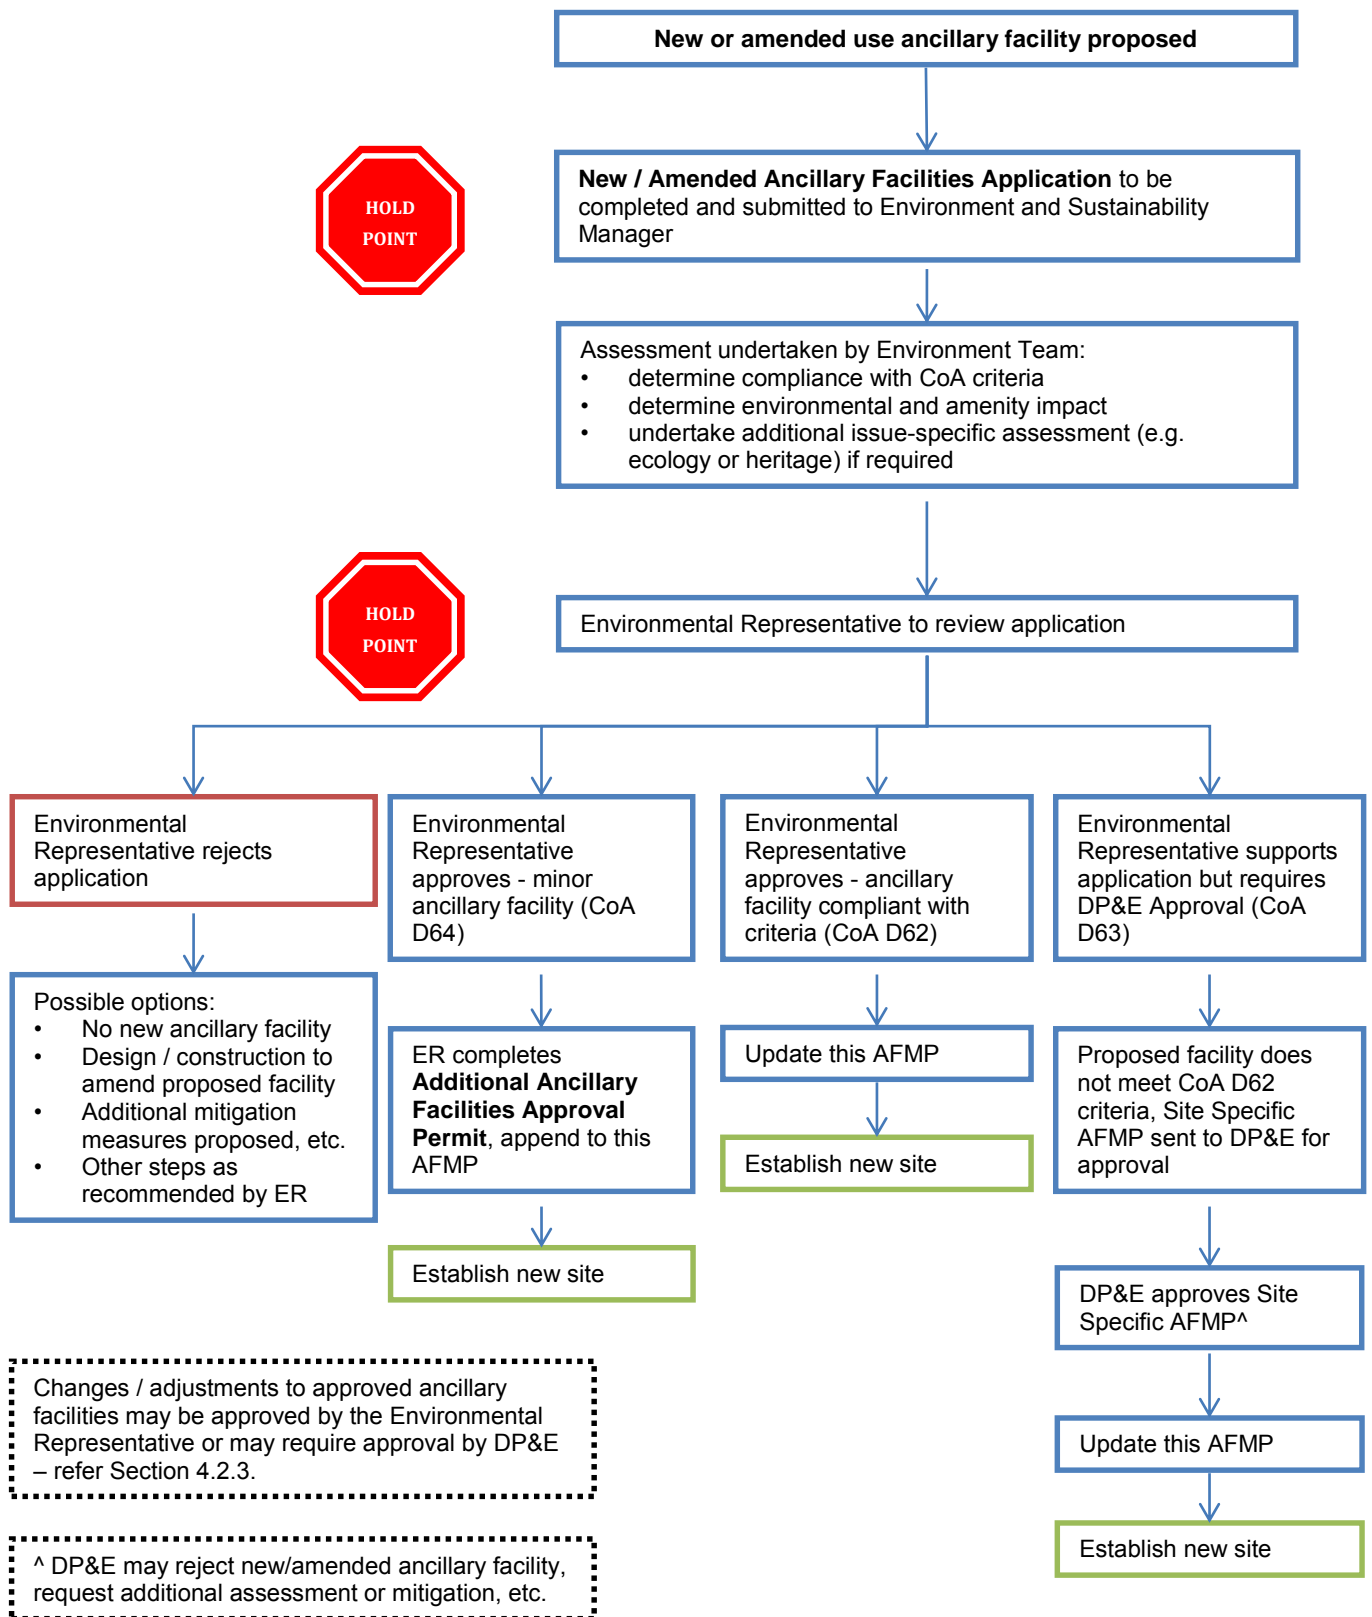 New or amended use ancillary facility proposed
HOLD
POINT
New / Amended Ancillary Facilities Application to be
completed and submitted to Environment and Sustainability
Manager
Assessment undertaken by Environment Team:
• determine compliance with CoA criteria
• determine environmental and amenity impact
• undertake additional issue-specific assessment (e.g.
ecology or heritage) if required
HOLD
POINT
Environmental Representative to review application
Environmental
Representative rejects
application
Environmental
Representative
approves - minor
ancillary facility (CoA
D64)
Environmental
Representative
approves - ancillary
facility compliant with
criteria (CoA D62)
Environmental
Representative supports
application but requires
DP&E Approval (CoA
D63)
Possible options:
• No new ancillary facility
• Design / construction to
amend proposed facility
• Additional mitigation
measures proposed, etc.
• Other steps as
recommended by ER
ER completes
Additional Ancillary
Facilities Approval
Permit, append to this
AFMP
Establish new site
Update this AFMP
Establish new site
Proposed facility does
not meet CoA D62
criteria, Site Specific
AFMP sent to DP&E for
approval
DP&E approves Site
Specific AFMP^
Update this AFMP
Establish new site
Changes / adjustments to approved ancillary
facilities may be approved by the Environmental
Representative or may require approval by DP&E
– refer Section 4.2.3.
^ DP&E may reject new/amended ancillary facility,
request additional assessment or mitigation, etc.